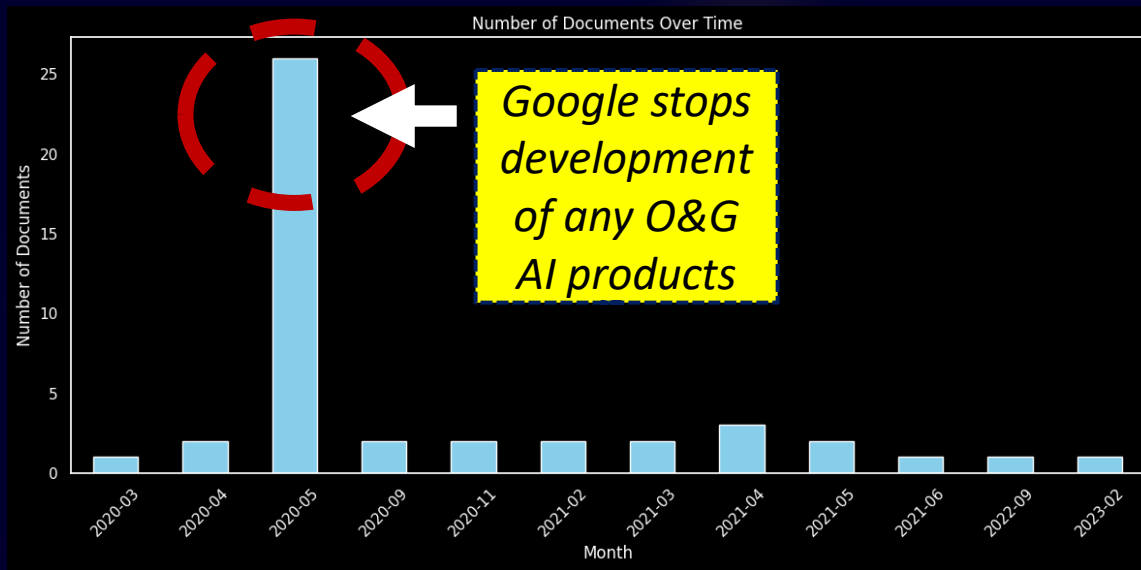 Number of Documents Over Time
Google stops
development
of any O&G
AI products
Number of Documents
25
20
15
10
5
0
2020-03
2020-04
2020-05
2020-09
2020-11
2021-02
2021-03
2021-04
2021-05
2021-06
2022-09
2023-02
Month